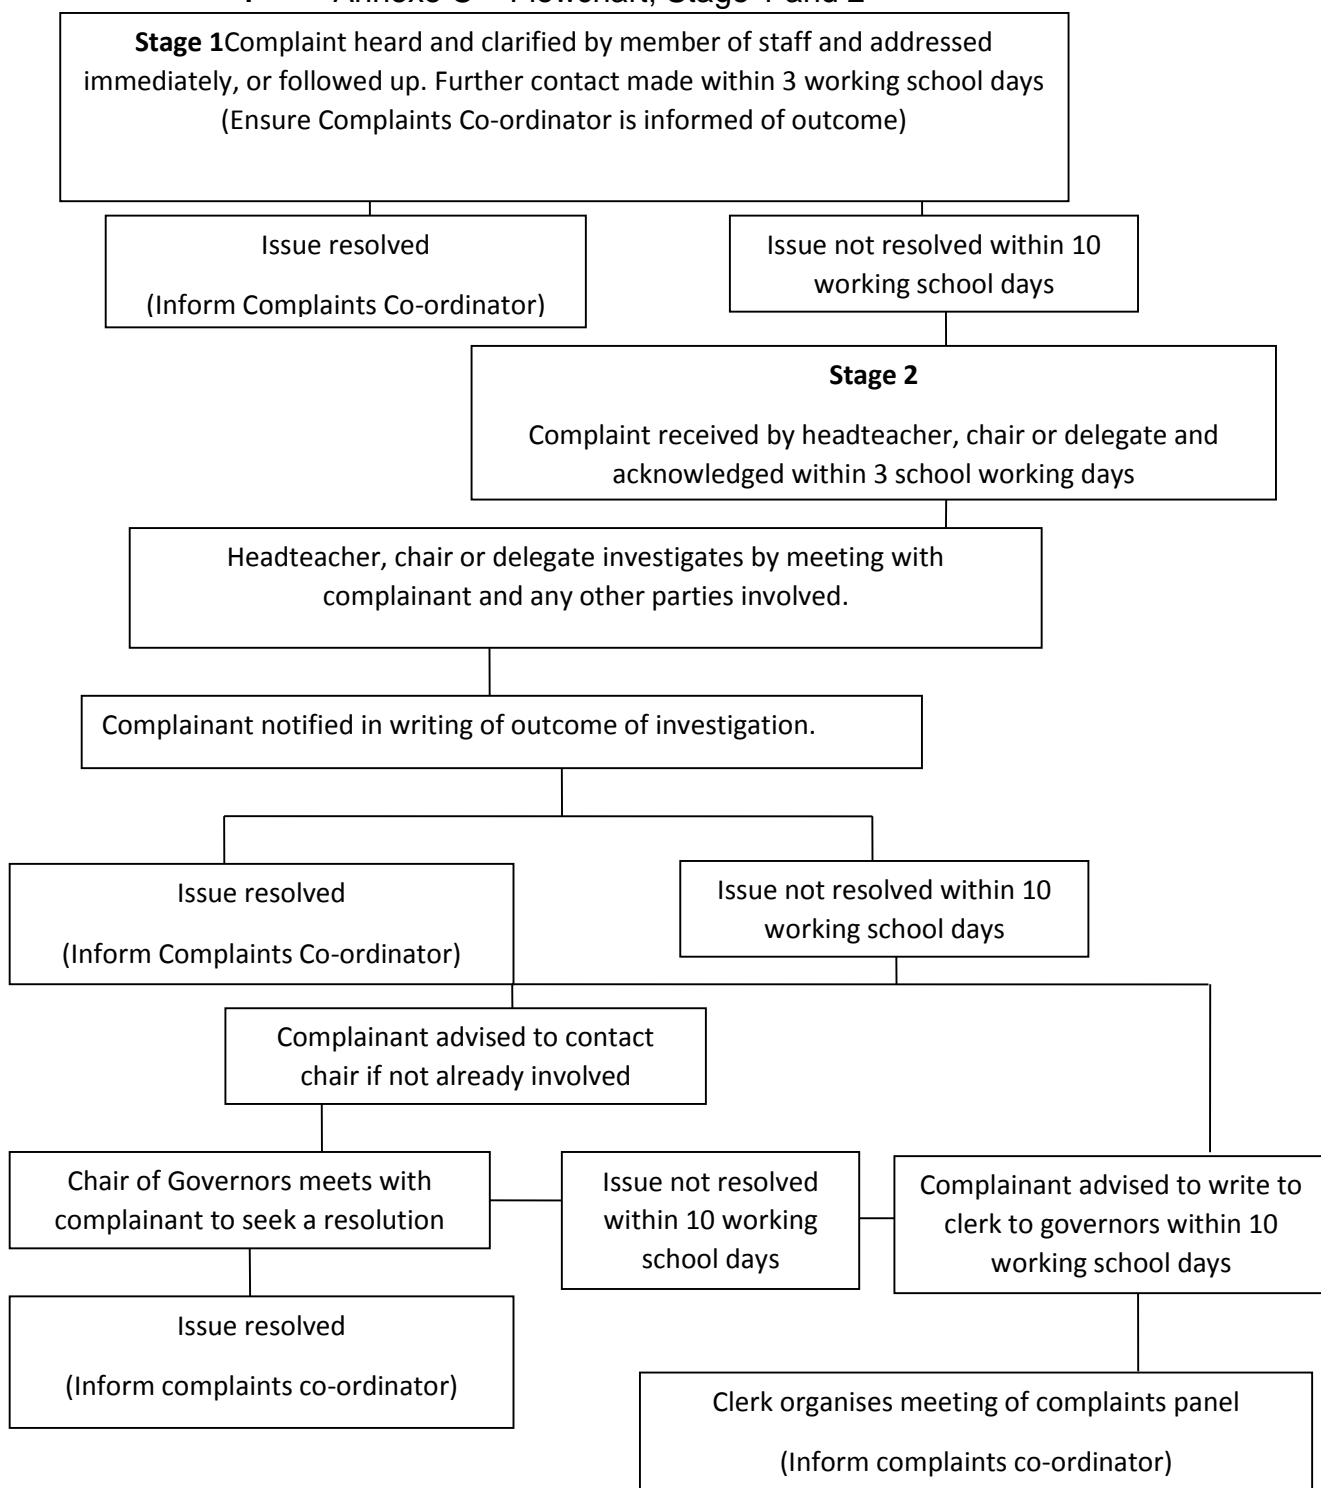 Annexe C – Flowchart, Stage 1 and 2
Stage 1Complaint heard and clarified by member of staff and addressed
immediately, or followed up. Further contact made within 3 working school days
(Ensure Complaints Co-ordinator is informed of outcome)
Issue resolved
(Inform Complaints Co-ordinator)
Issue not resolved within 10
working school days
Stage 2
Complaint received by headteacher, chair or delegate and
acknowledged within 3 school working days
Headteacher, chair or delegate investigates by meeting with
complainant and any other parties involved.
Complainant notified in writing of outcome of investigation.
Issue resolved
(Inform Complaints Co-ordinator)
Issue not resolved within 10
working school days
Complainant advised to contact
chair if not already involved
Chair of Governors meets with
complainant to seek a resolution
Issue not resolved
within 10 working
school days
Complainant advised to write to
clerk to governors within 10
working school days
Issue resolved
(Inform complaints co-ordinator)
Clerk organises meeting of complaints panel
(Inform complaints co-ordinator)